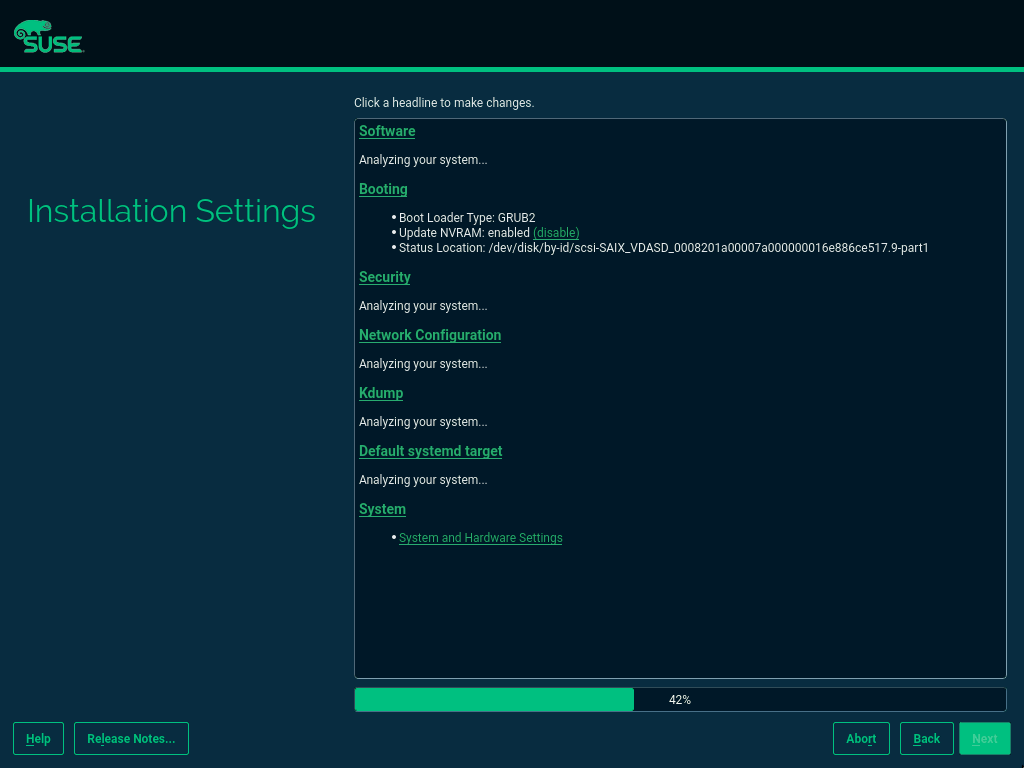 SUSE
Click a headline to make changes.
Installation Settings
Software
Analyzing your system...
Booting
• Boot Loader Type: GRUB2
• Update NVRAM: enabled (disable)
• Status Location: /dev/disk/by-id/scsi-SAIX_VDASD_0008201a00007a000000016e886ce517.9-part1
Security
Analyzing your system...
Network Configuration
Analyzing your system...
Kdump
Analyzing your system...
Default systemd target
Analyzing your system...
System
• System and Hardware Settings
42%
Help Release Notes... Abort Back Next